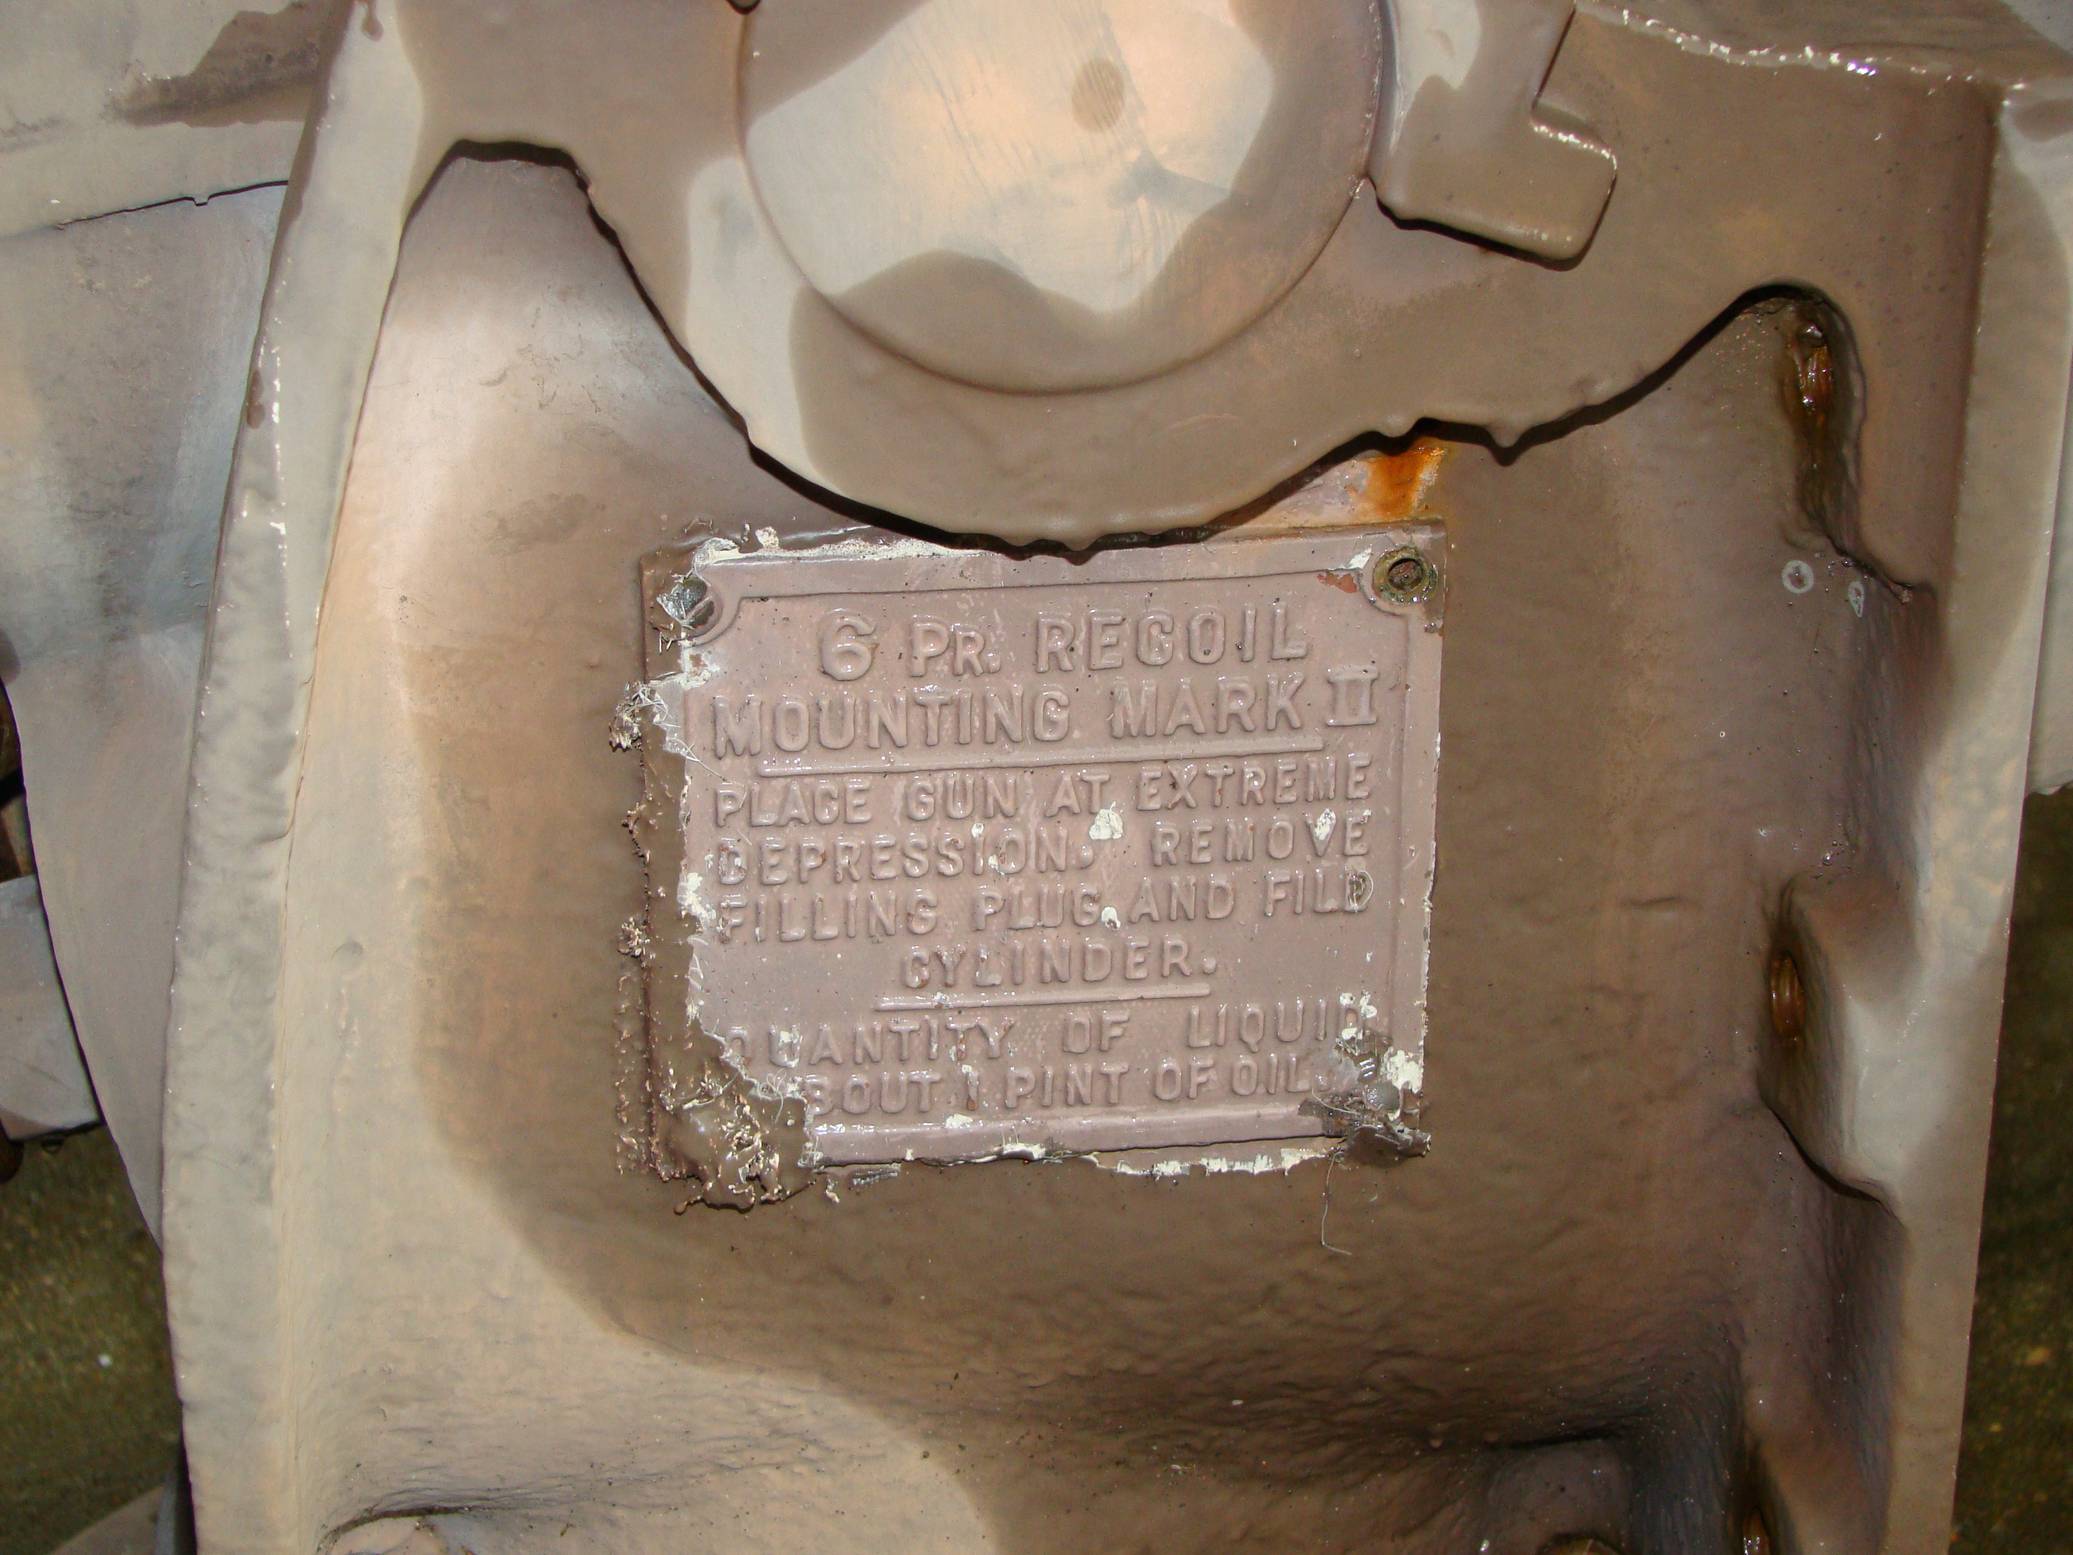 6 PR. RECOIL
MOUNTING MARK II
PLACE GUN AT EXTREME
DEPRESSION. REMOVE
FILLING PLUG AND FILL
CYLINDER.
QUANTITY OF LIQUID
ABOUT 1 PINT OF OIL.